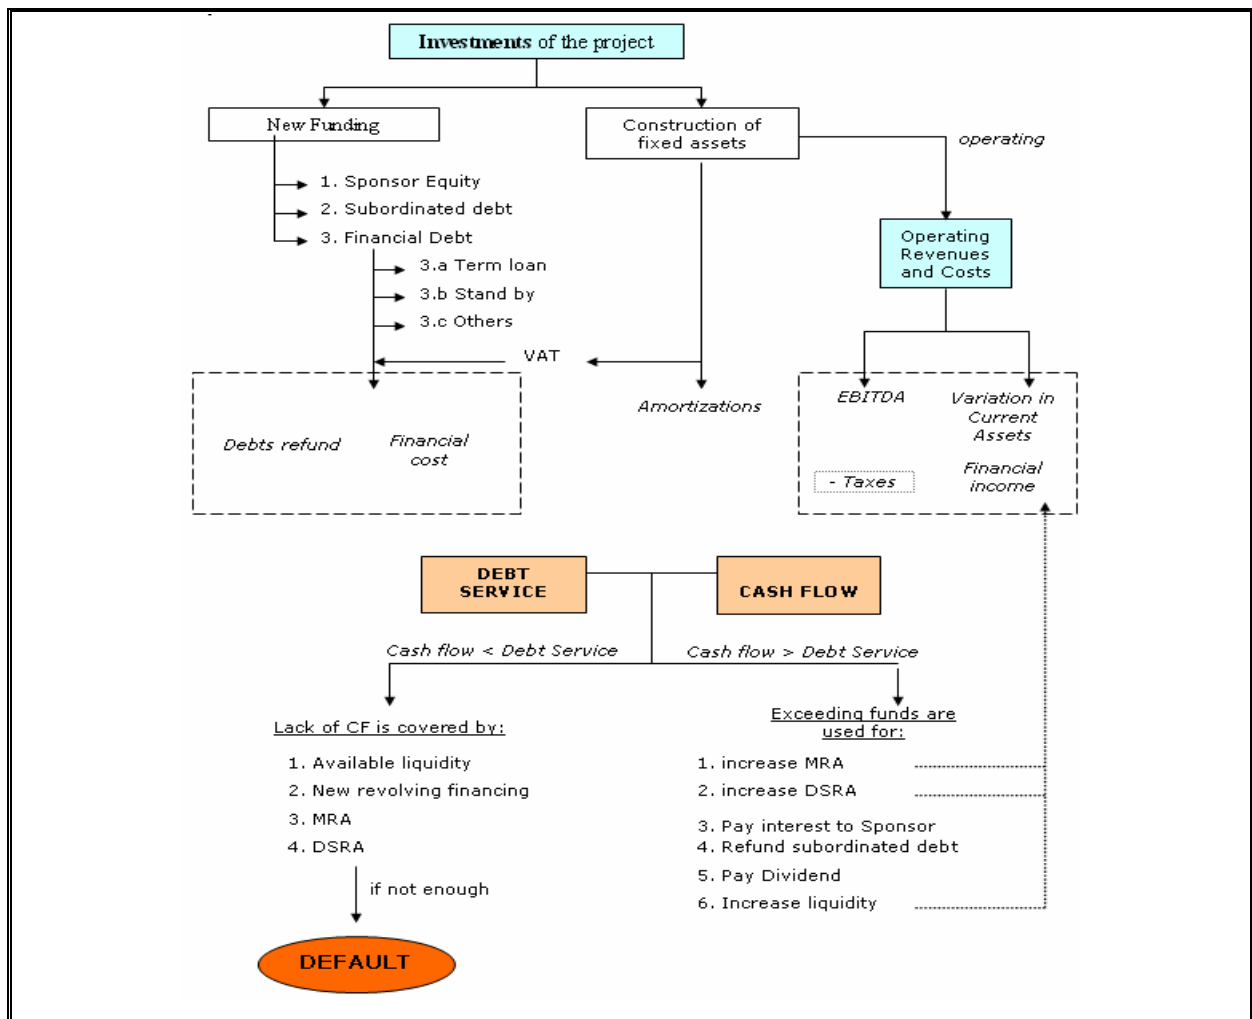 Investments of the project
New Funding
Construction of
fixed assets
operating
1. Sponsor Equity
2. Subordinated debt
3. Financial Debt
3.a Term loan
3.b Stand by
3.c Others
Operating
Revenues
and Costs
VAT
Debts refund
Financial
cost
Amortizations
EBITDA
Variation in
Current
Assets
- Taxes
Financial
income
DEBT
SERVICE
CASH FLOW
Cash flow < Debt Service
Cash flow > Debt Service
Lack of CF is covered by:
1. Available liquidity
2. New revolving financing
3. MRA
4. DSRA
if not enough
DEFAULT
Exceeding funds are
used for:
1. increase MRA
2. increase DSRA
3. Pay interest to Sponsor
4. Refund subordinated debt
5. Pay Dividend
6. Increase liquidity